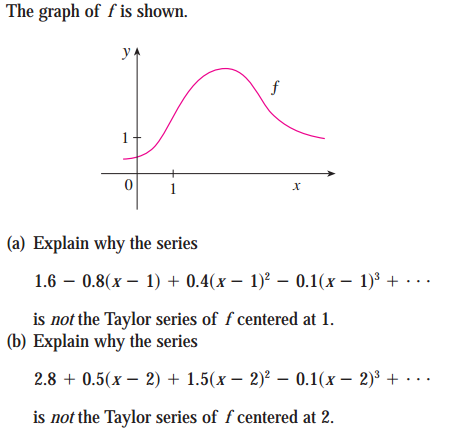 The graph of f is shown.
y
f
1
0
1
x
(a) Explain why the series
1.6 − 0.8(x − 1) + 0.4(x − 1)² − 0.1(x − 1)³ + · · ·
is not the Taylor series of f centered at 1.
(b) Explain why the series
2.8 + 0.5(x − 2) + 1.5(x − 2)² − 0.1(x − 2)³ + · · ·
is not the Taylor series of f centered at 2.